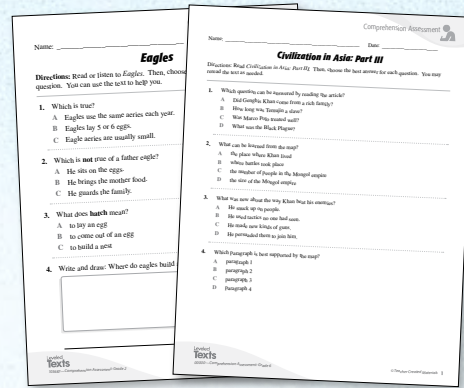 Name:
Eagles
Directions: Read or listen to Eagles. Then, choose
question. You can use the text to help you.
1. Which is true?
A Eagles use the same aeries each year.
B Eagles lay 5 or 6 eggs.
C Eagle aeries are usually small.
2. Which is not true of a father eagle?
A He sits on the eggs.
B He brings the mother food.
C He guards the family.
3. What does hatch mean?
A to lay an egg
B to come out of an egg
C to build a nest
4. Write and draw: Where do eagles build
Leveled
Texts
Comprehension Assessment
Name:
Date:
Civilization in Asia: Part III
Directions: Read Civilization in Asia: Part III. Then, choose the best answer for each question. You may
reread the text as needed.
1. Which question can be answered by reading the article?
A Did Genghis Khan come from a rich family?
B How long was Temujin a slave?
C Was Marco Polo treated well?
D What was the Black Plague?
2. What can be learned from the map?
A the place where Khan lived
B where battles took place
C the number of people in the Mongol empire
D the size of the Mongol empire
3. What was new about the way Khan beat his enemies?
A He snuck up on people.
B He used tactics no one had seen.
C He made new kinds of guns.
D He persuaded them to join him.
4. Which paragraph is best supported by the map?
A paragraph 1
B paragraph 2
C paragraph 3
D Paragraph 4
Leveled
Texts